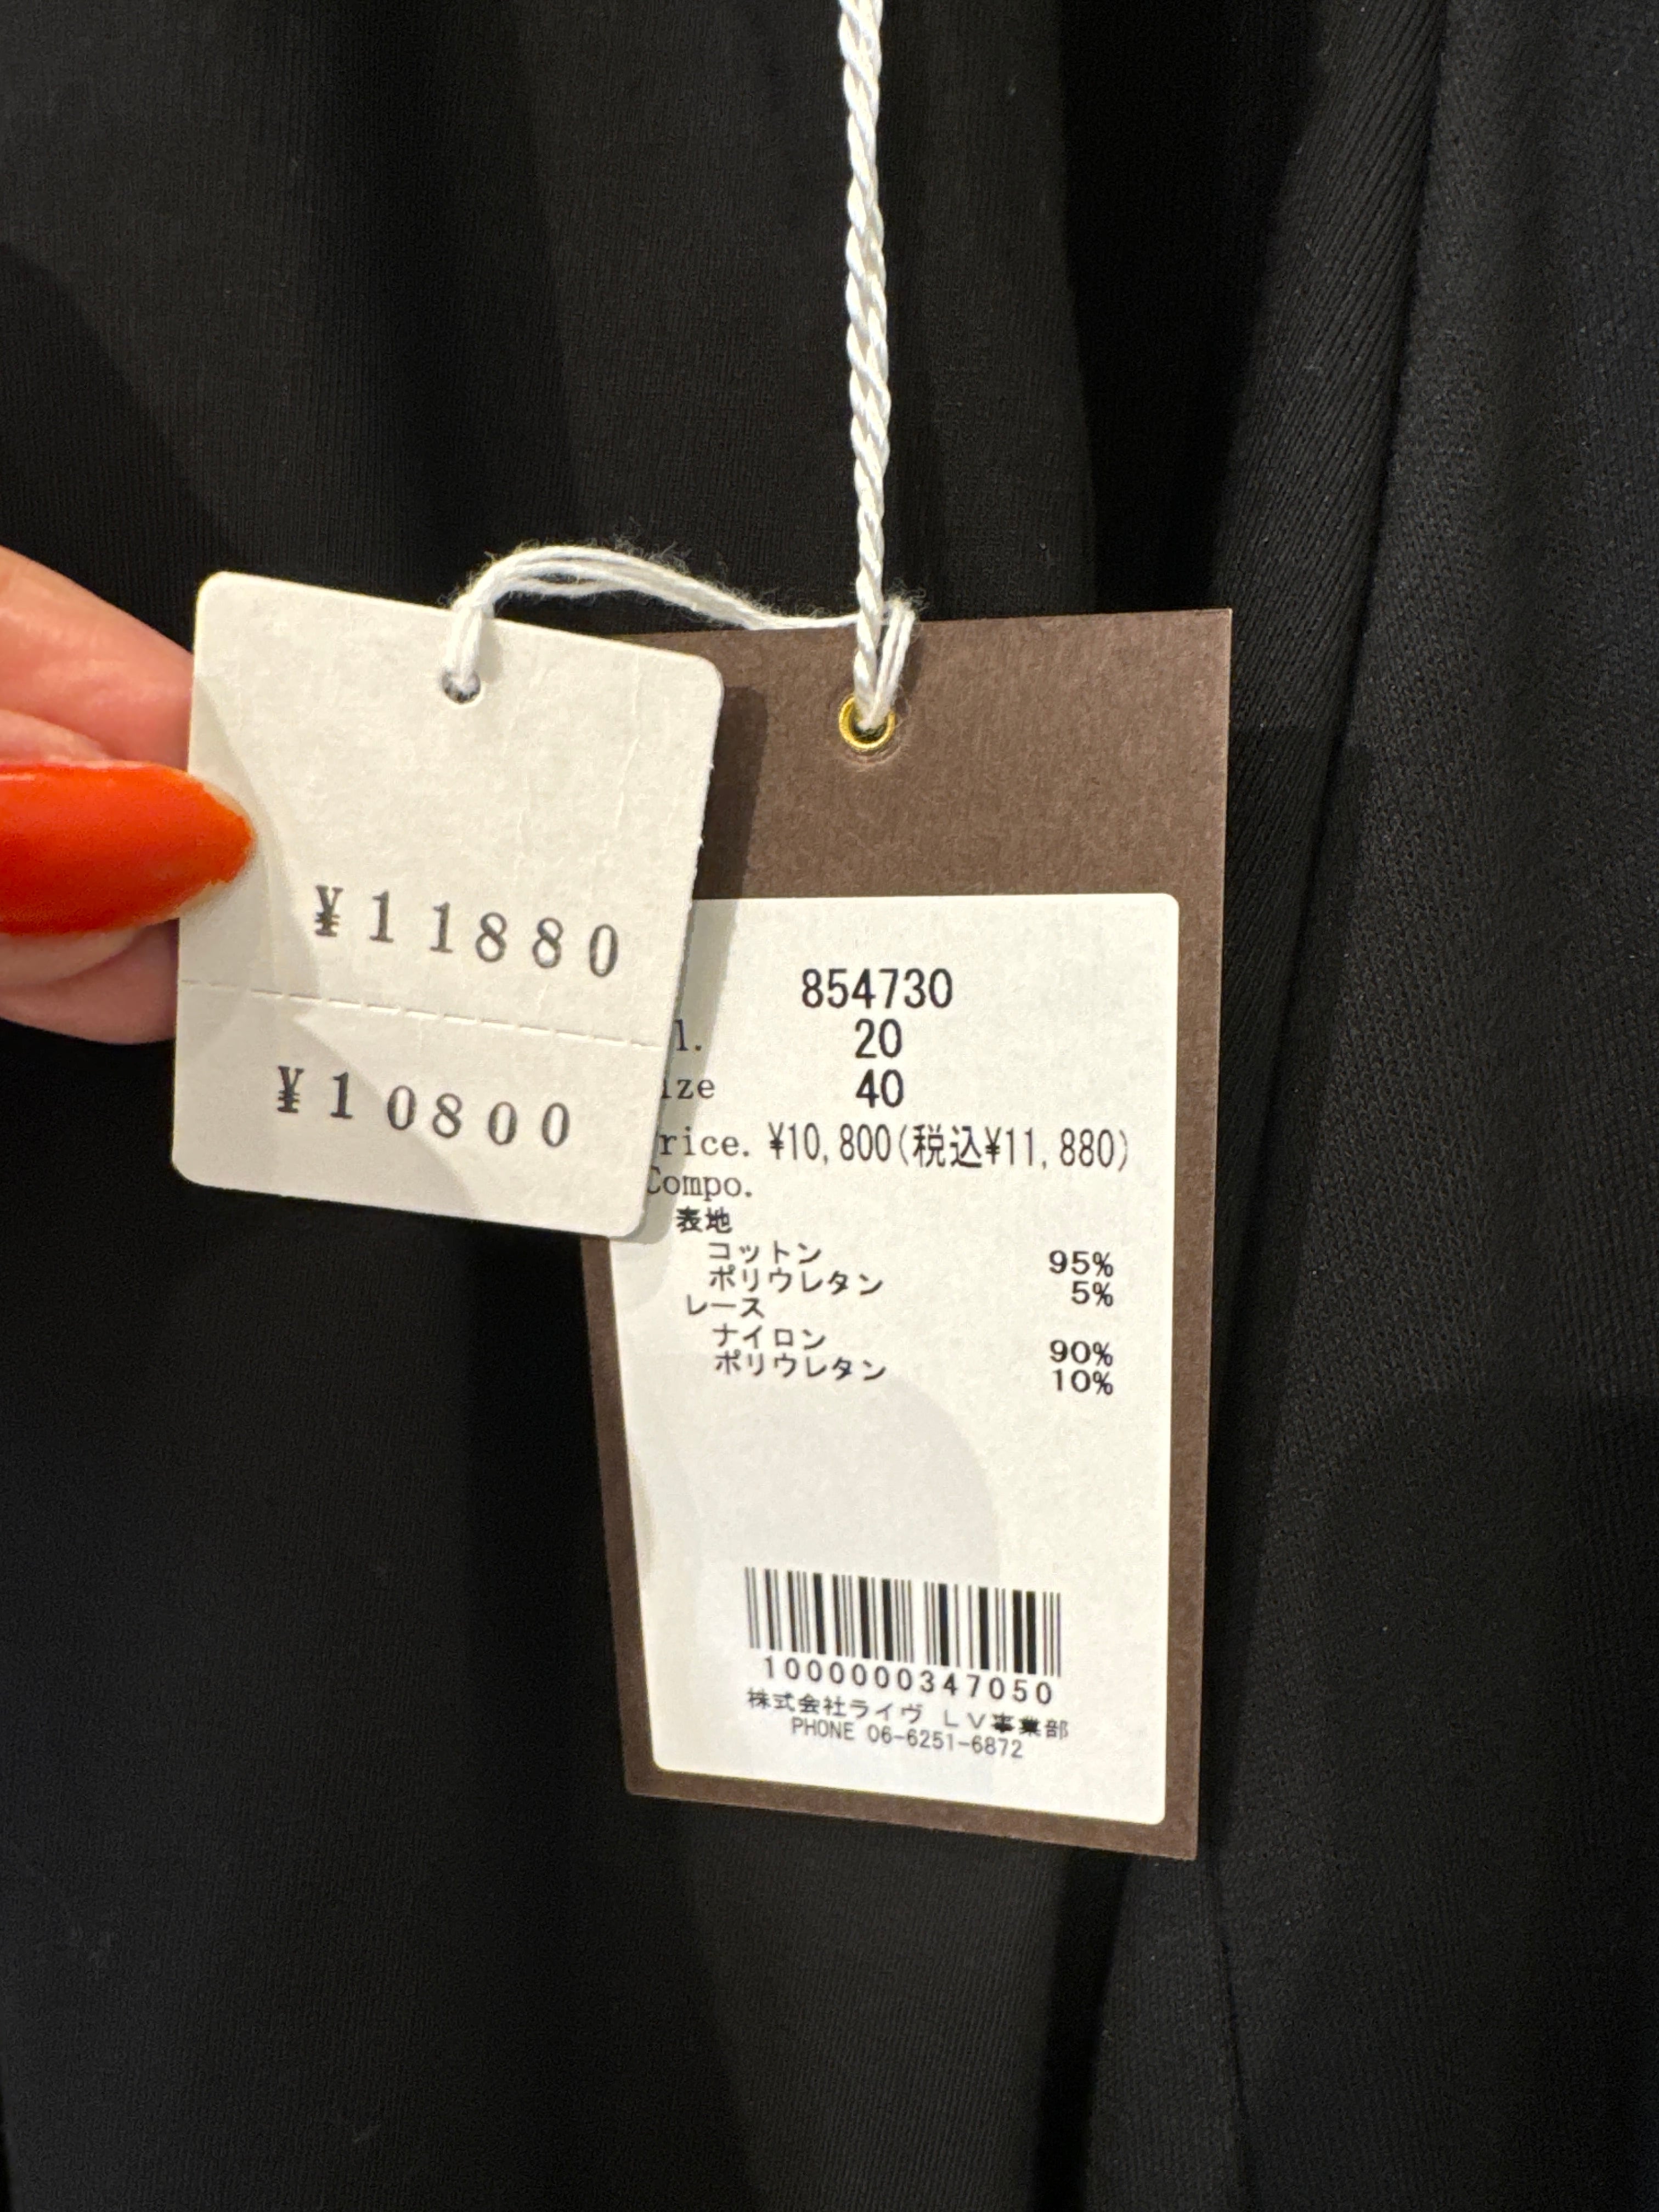 ¥11880
¥10800
854730
l. 20
ize 40
rice. ¥10,800(税込¥11,880)
Compo.
表地
コットン 95%
ポリウレタン 5%
レース
ナイロン 90%
ポリウレタン 10%
1000000347050
株式会社ライヴ LV事業部
PHONE 06-6251-6872